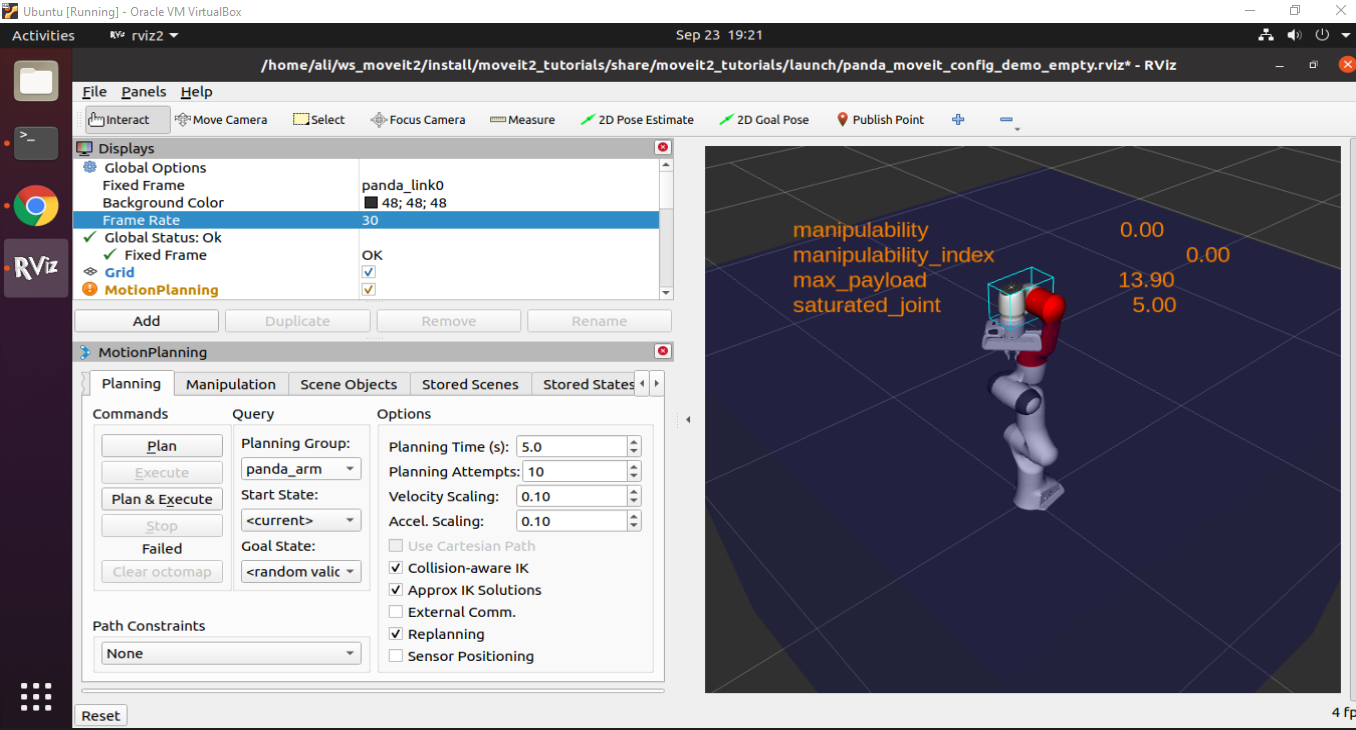 Ubuntu [Running] - Oracle VM VirtualBox
Activities RViz rviz2 Sep 23 19:21
/home/ali/ws_moveit2/install/moveit2_tutorials/share/moveit2_tutorials/launch/panda_moveit_config_demo_empty.rviz* - RViz
File Panels Help
Interact Move Camera Select Focus Camera Measure 2D Pose Estimate 2D Goal Pose Publish Point
RViz
Displays
Global Options
Fixed Frame panda_link0
Background Color 48; 48; 48
Frame Rate 30
Global Status: Ok
Fixed Frame OK
Grid
MotionPlanning
Add Duplicate Remove Rename
MotionPlanning
Planning Manipulation Scene Objects Stored Scenes Stored States
Commands Query Options
Plan
Execute
Plan & Execute
Stop
Failed
Clear octomap
Planning Group:
panda_arm
Start State:
<current>
Goal State:
<random valic
Planning Time (s): 5.0
Planning Attempts: 10
Velocity Scaling: 0.10
Accel. Scaling: 0.10
Use Cartesian Path
Collision-aware IK
Approx IK Solutions
External Comm.
Replanning
Sensor Positioning
Path Constraints
None
Reset
manipulability 0.00
manipulability_index 0.00
max_payload 13.90
saturated_joint 5.00
4 fp